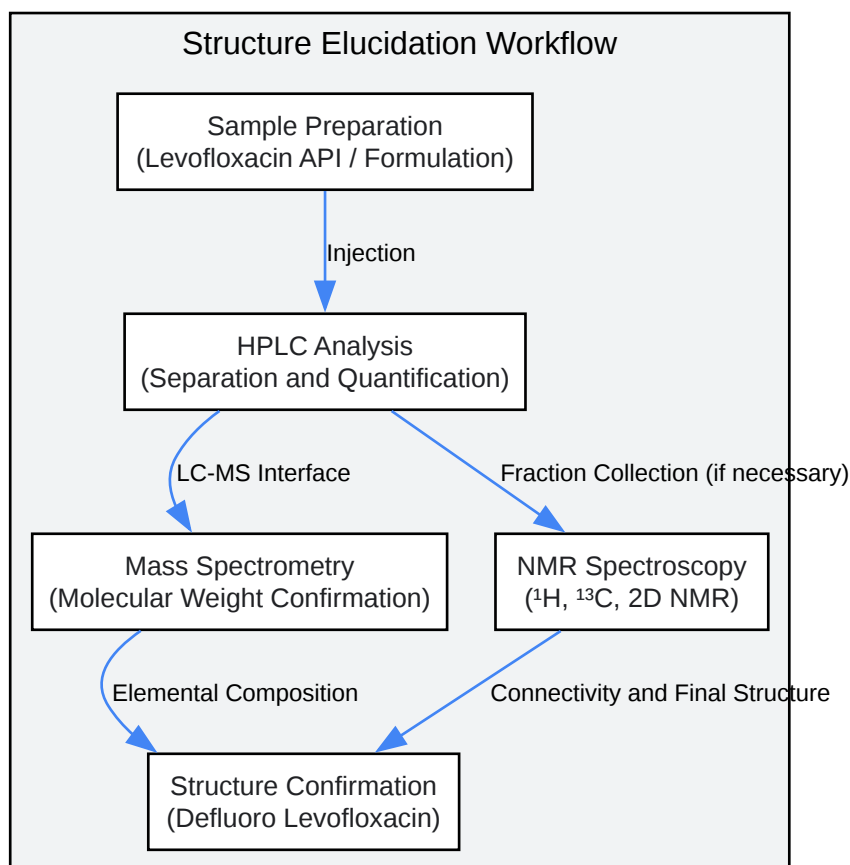 Structure Elucidation Workflow
Sample Preparation
(Levofloxacin API / Formulation)
Injection
HPLC Analysis
(Separation and Quantification)
LC-MS Interface
Fraction Collection (if necessary)
Mass Spectrometry
(Molecular Weight Confirmation)
NMR Spectroscopy
(¹H, ¹³C, 2D NMR)
Elemental Composition
Connectivity and Final Structure
Structure Confirmation
(Defluoro Levofloxacin)